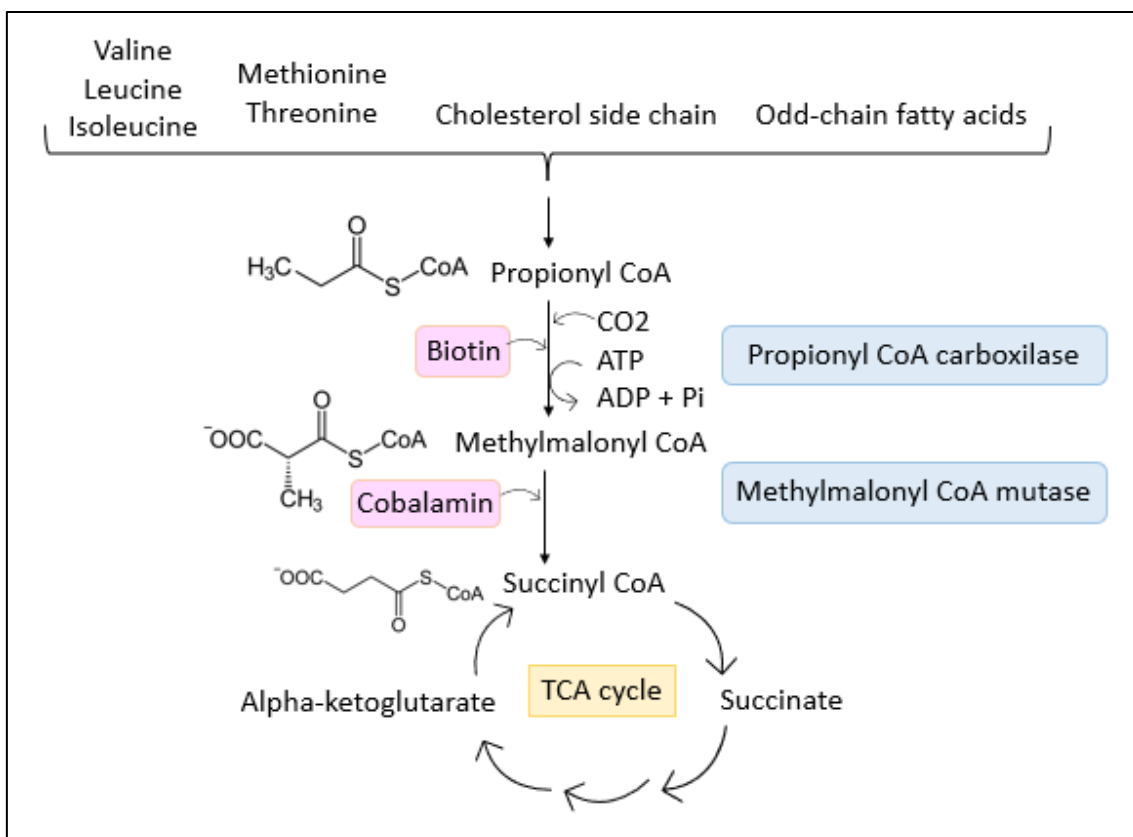 Valine
Leucine
Isoleucine
Methionine
Threonine
Cholesterol side chain
Odd-chain fatty acids
O
H₃C
S
CoA
Propionyl CoA
CO2
Biotin
ATP
ADP + Pi
Propionyl CoA carboxilase
O
⁻OOC
S
CoA
CH₃
Methylmalonyl CoA
Cobalamin
Methylmalonyl CoA mutase
⁻OOC
S
CoA
O
Succinyl CoA
Alpha-ketoglutarate
TCA cycle
Succinate